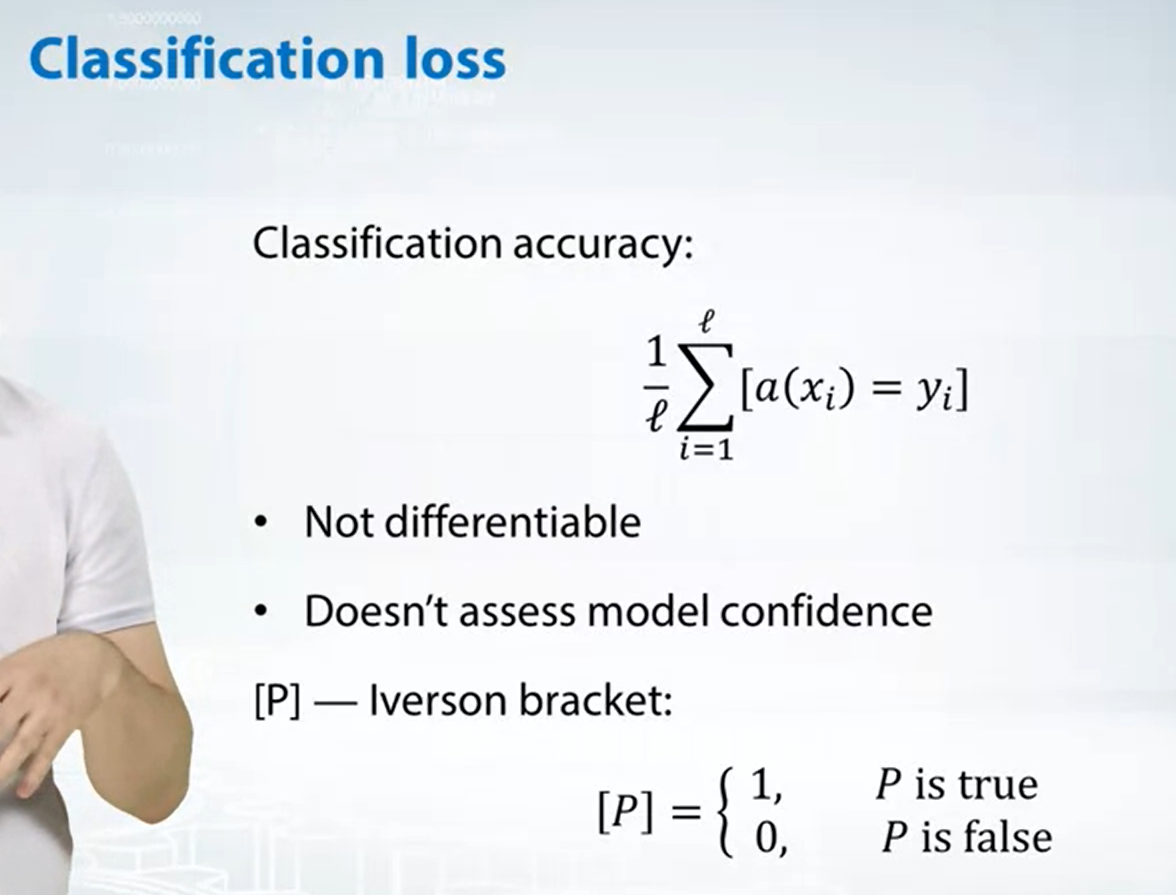 Classification loss
Classification accuracy:
$\frac{1}{\ell}\sum_{i=1}^{\ell}[a(x_i) = y_i]$
• Not differentiable
• Doesn't assess model confidence
[P] — Iverson bracket:
$[P] = \begin{cases} 1, & P \text{ is true} \\ 0, & P \text{ is false} \end{cases}$